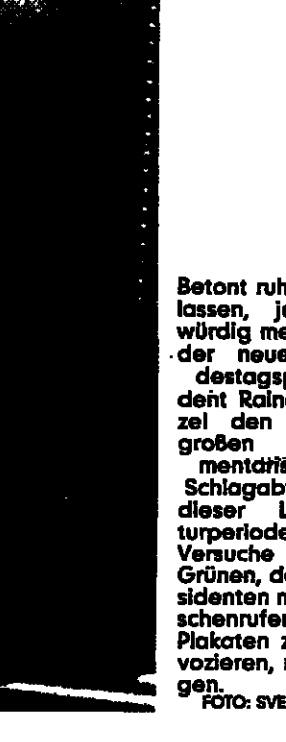 Betont ruh
lassen, je
würdig me
der neue
destagsp
dent Rain
zel den
großen
mentaris
Schlagab
dieser L
turperiode
Versuche
Grünen, d
sidenten n
schenrufe
Plakaten z
vozieren, r
gen.
FOTO: SVE